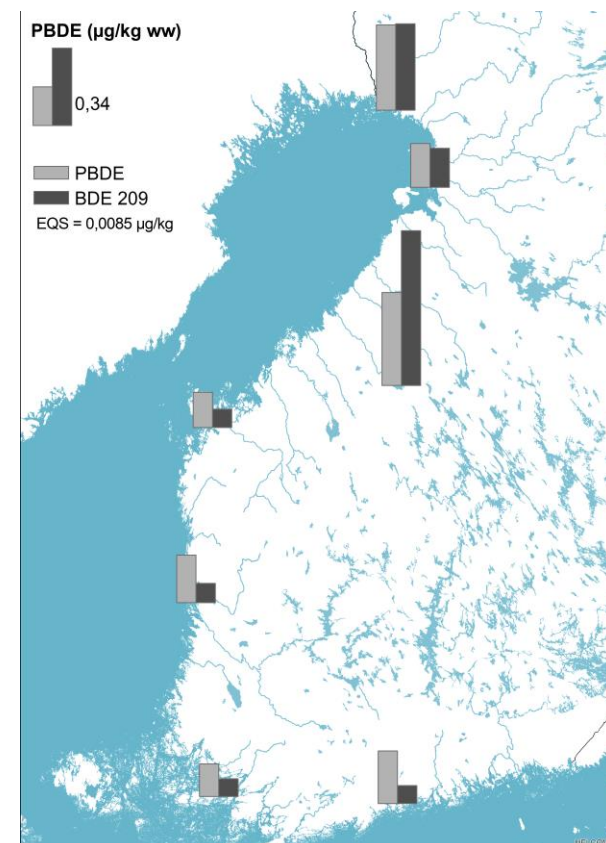 PBDE (µg/kg ww)
0,34
PBDE
BDE 209
EQS = 0,0085 µg/kg